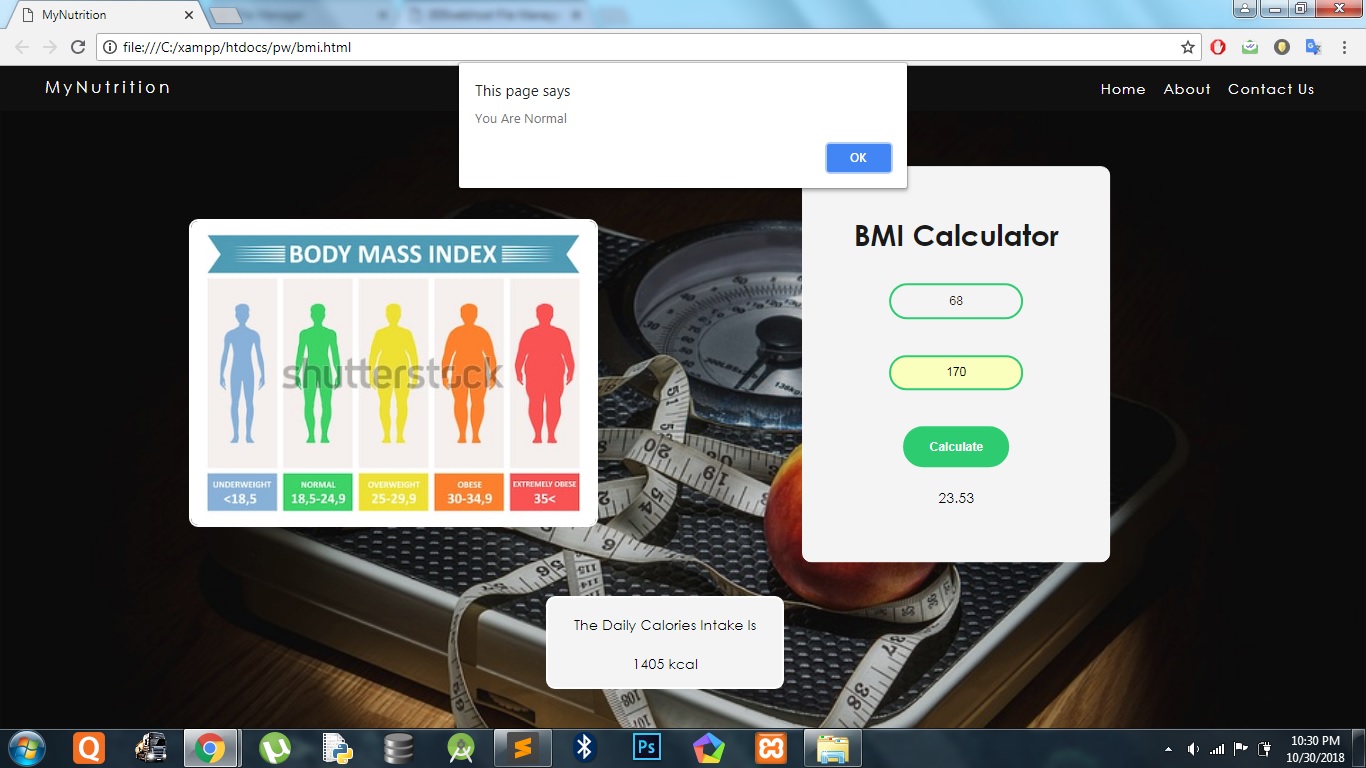 MyNutrition
file:///C:/xampp/htdocs/pw/bmi.html
MyNutrition
Home About Contact Us
This page says
You Are Normal
OK
BODY MASS INDEX
shutterstock
UNDERWEIGHT NORMAL OVERWEIGHT OBESE EXTREMELY OBESE
<18,5 18,5-24,9 25-29,9 30-34,9 35<
BMI Calculator
68
170
Calculate
23.53
The Daily Calories Intake Is
1405 kcal
10:30 PM
10/30/2018